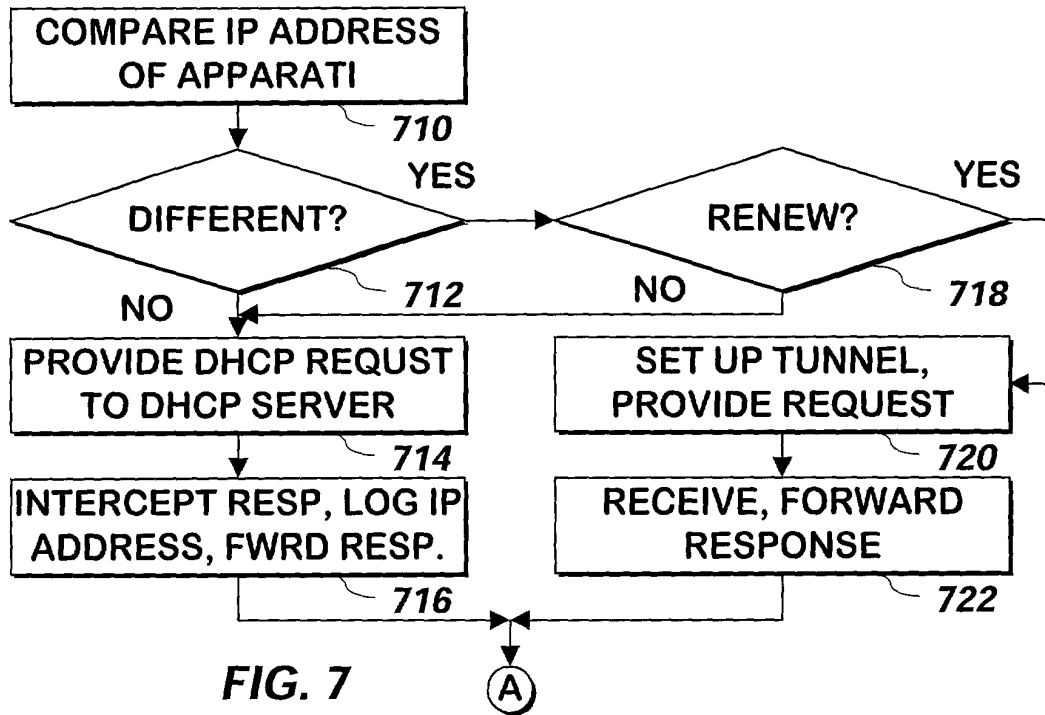 COMPARE IP ADDRESS
OF APPARATI
710
YES
DIFFERENT?
712
NO
YES
RENEW?
718
NO
PROVIDE DHCP REQUST
TO DHCP SERVER
714
SET UP TUNNEL,
PROVIDE REQUEST
720
INTERCEPT RESP, LOG IP
ADDRESS, FWRD RESP.
716
RECEIVE, FORWARD
RESPONSE
722
FIG. 7
A